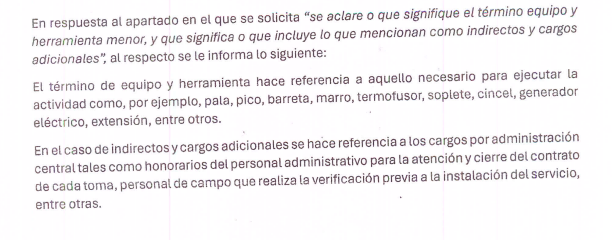 En respuesta al apartado en el que se solicita “se aclare o que signifique el término equipo y
herramienta menor, y que significa o que incluye lo que mencionan como indirectos y cargos
adicionales”, al respecto se le informa lo siguiente:
El término de equipo y herramienta hace referencia a aquello necesario para ejecutar la
actividad como, por ejemplo, pala, pico, barreta, marro, termofusor, soplete, cincel, generador
eléctrico, extensión, entre otros.
En el caso de indirectos y cargos adicionales se hace referencia a los cargos por administración
central tales como honorarios del personal administrativo para la atención y cierre del contrato
de cada toma, personal de campo que realiza la verificación previa a la instalación del servicio,
entre otras.